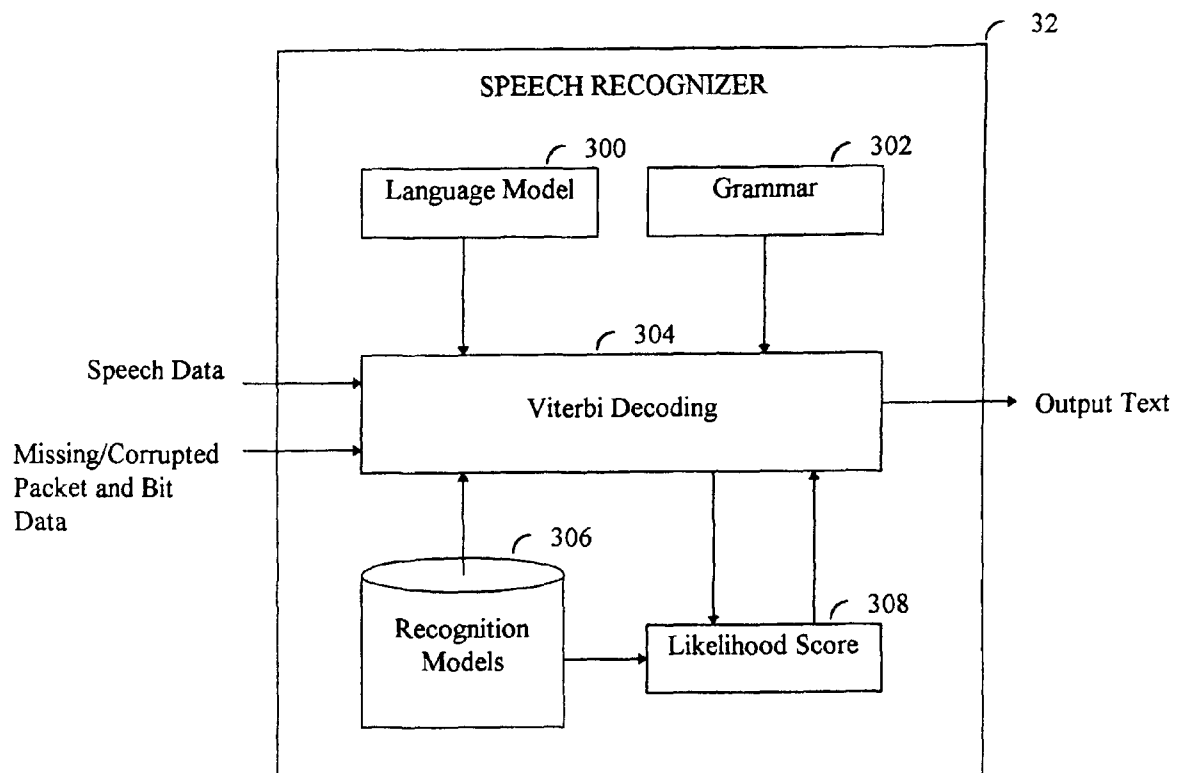 32
SPEECH RECOGNIZER
300
302
Language Model
Grammar
304
Speech Data
Viterbi Decoding
Output Text
Missing/Corrupted
Packet and Bit
Data
306
308
Recognition
Models
Likelihood Score